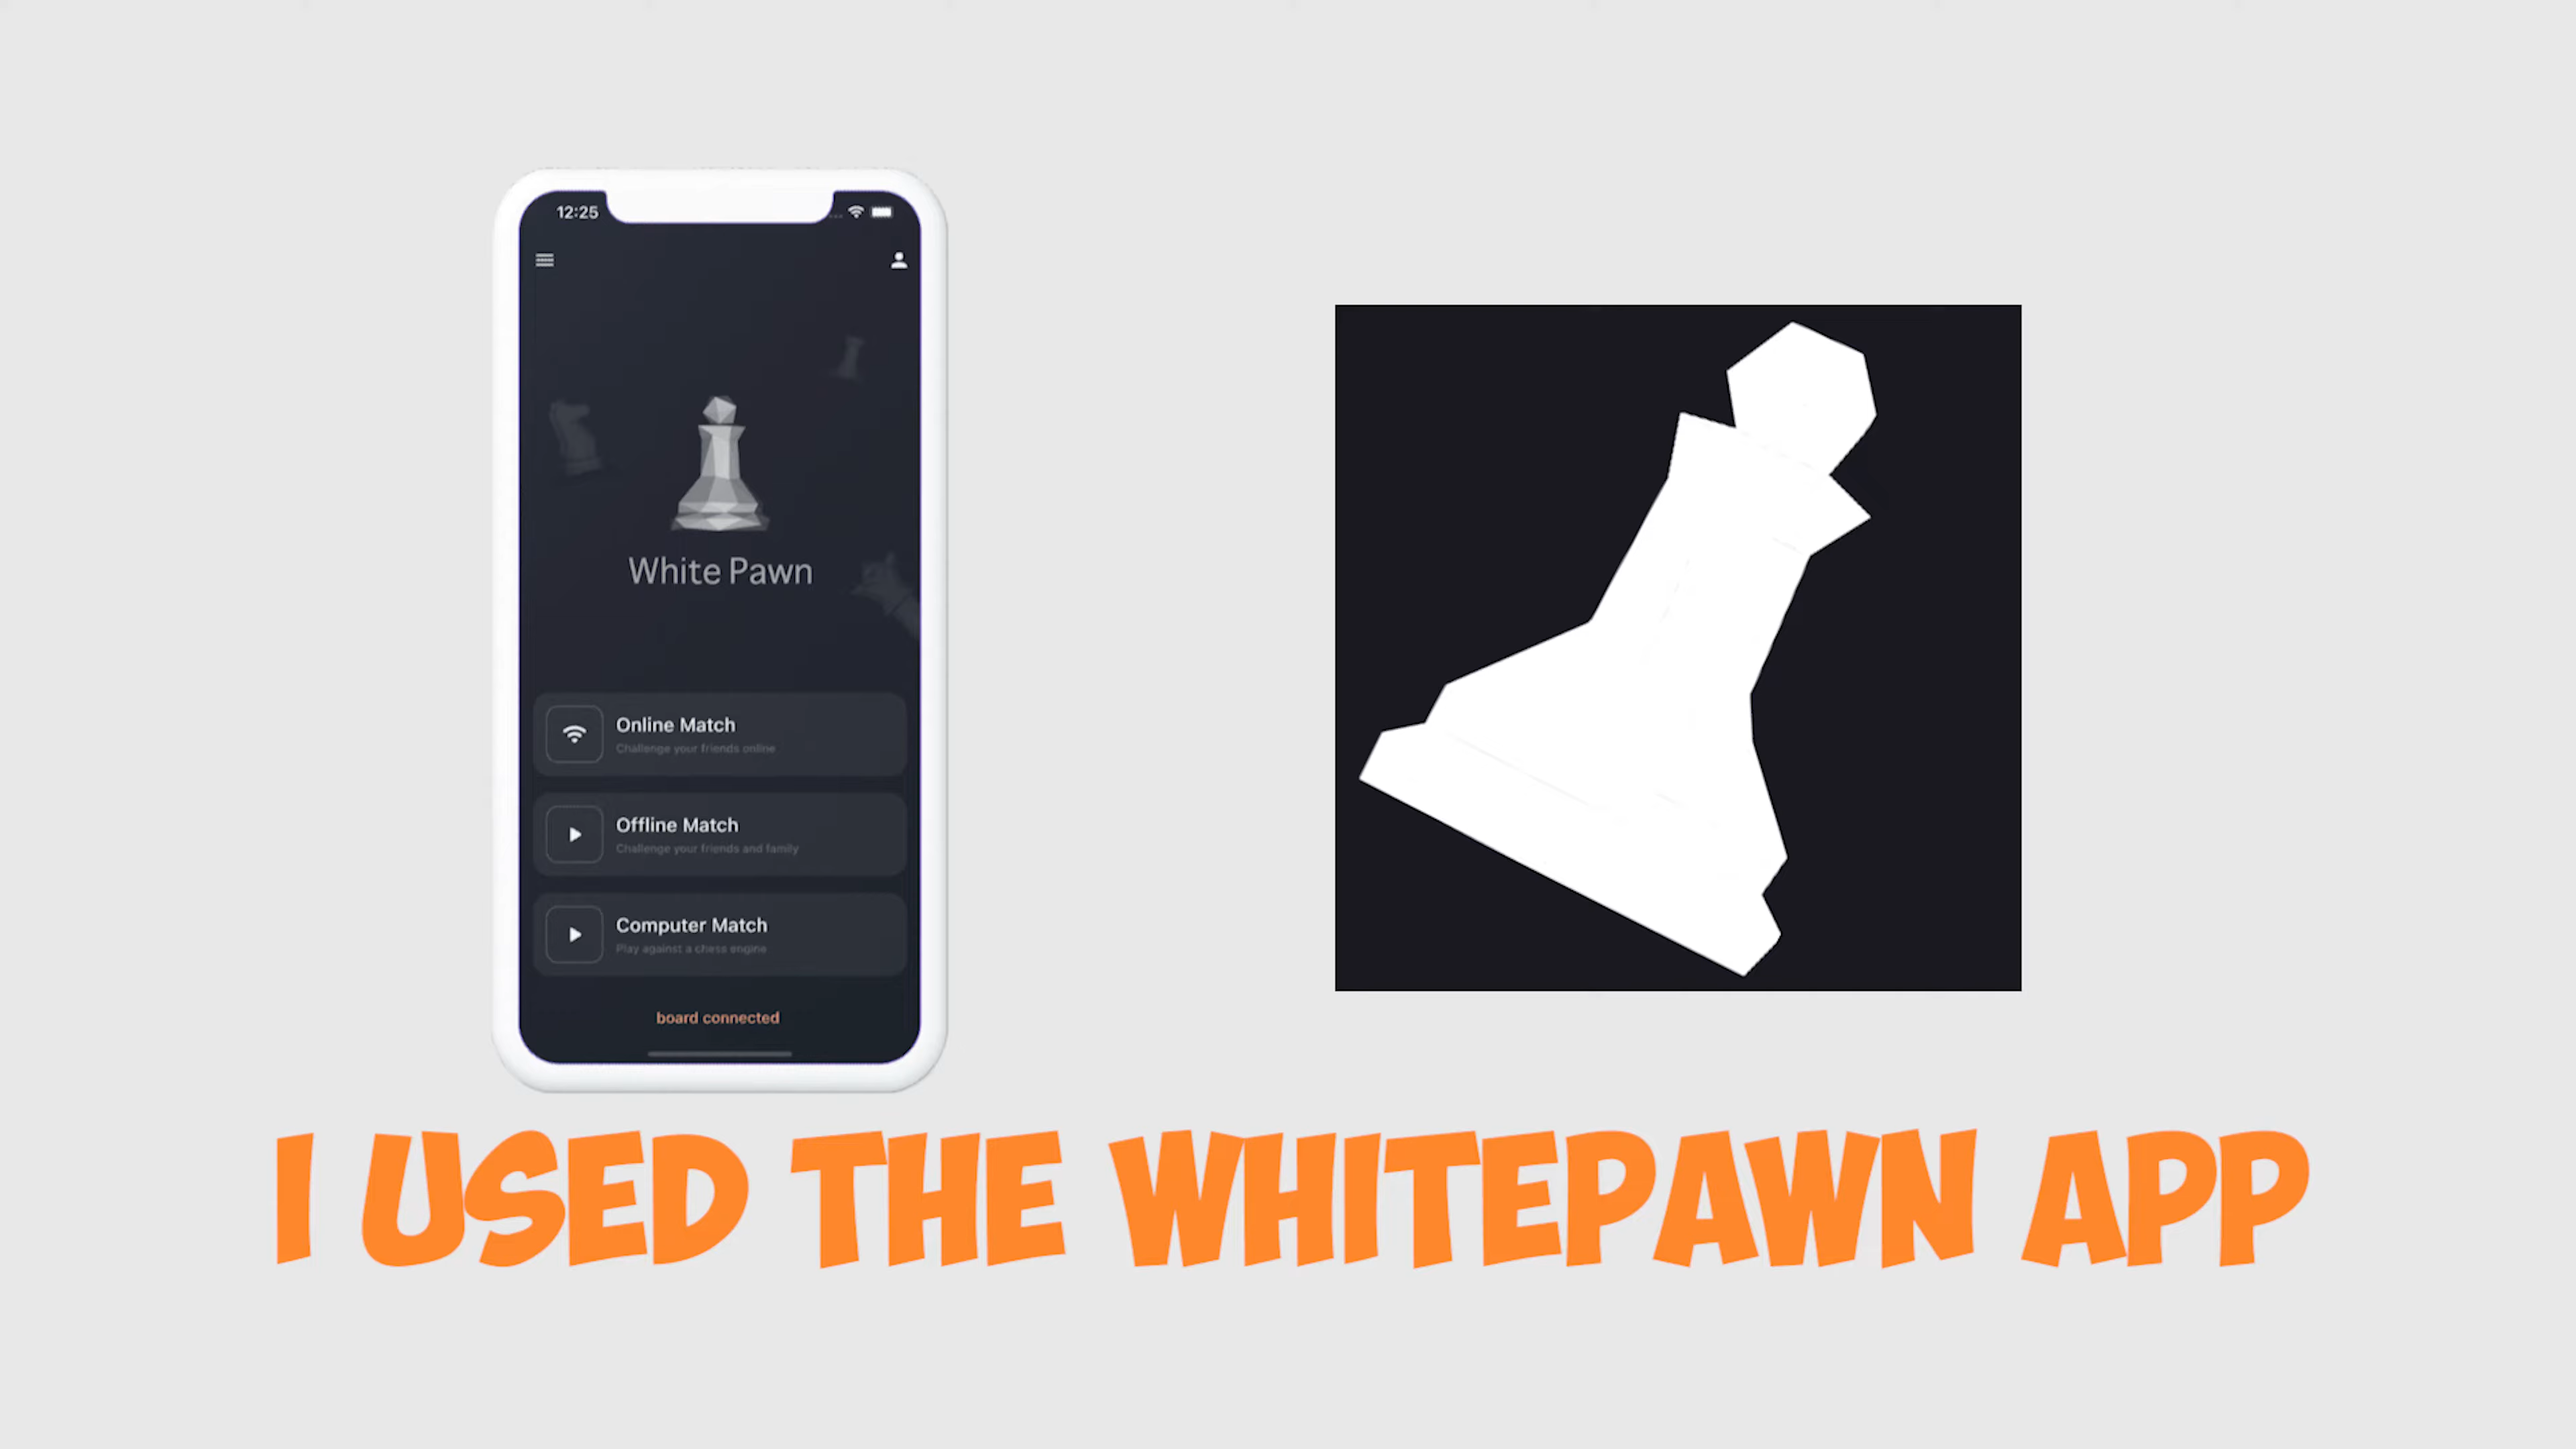 12:25
White Pawn
Online Match
Challenge your friends online
Offline Match
Challenge your friends and family
Computer Match
Play against a chess engine
board connected
I USED THE WHITEPAWN APP